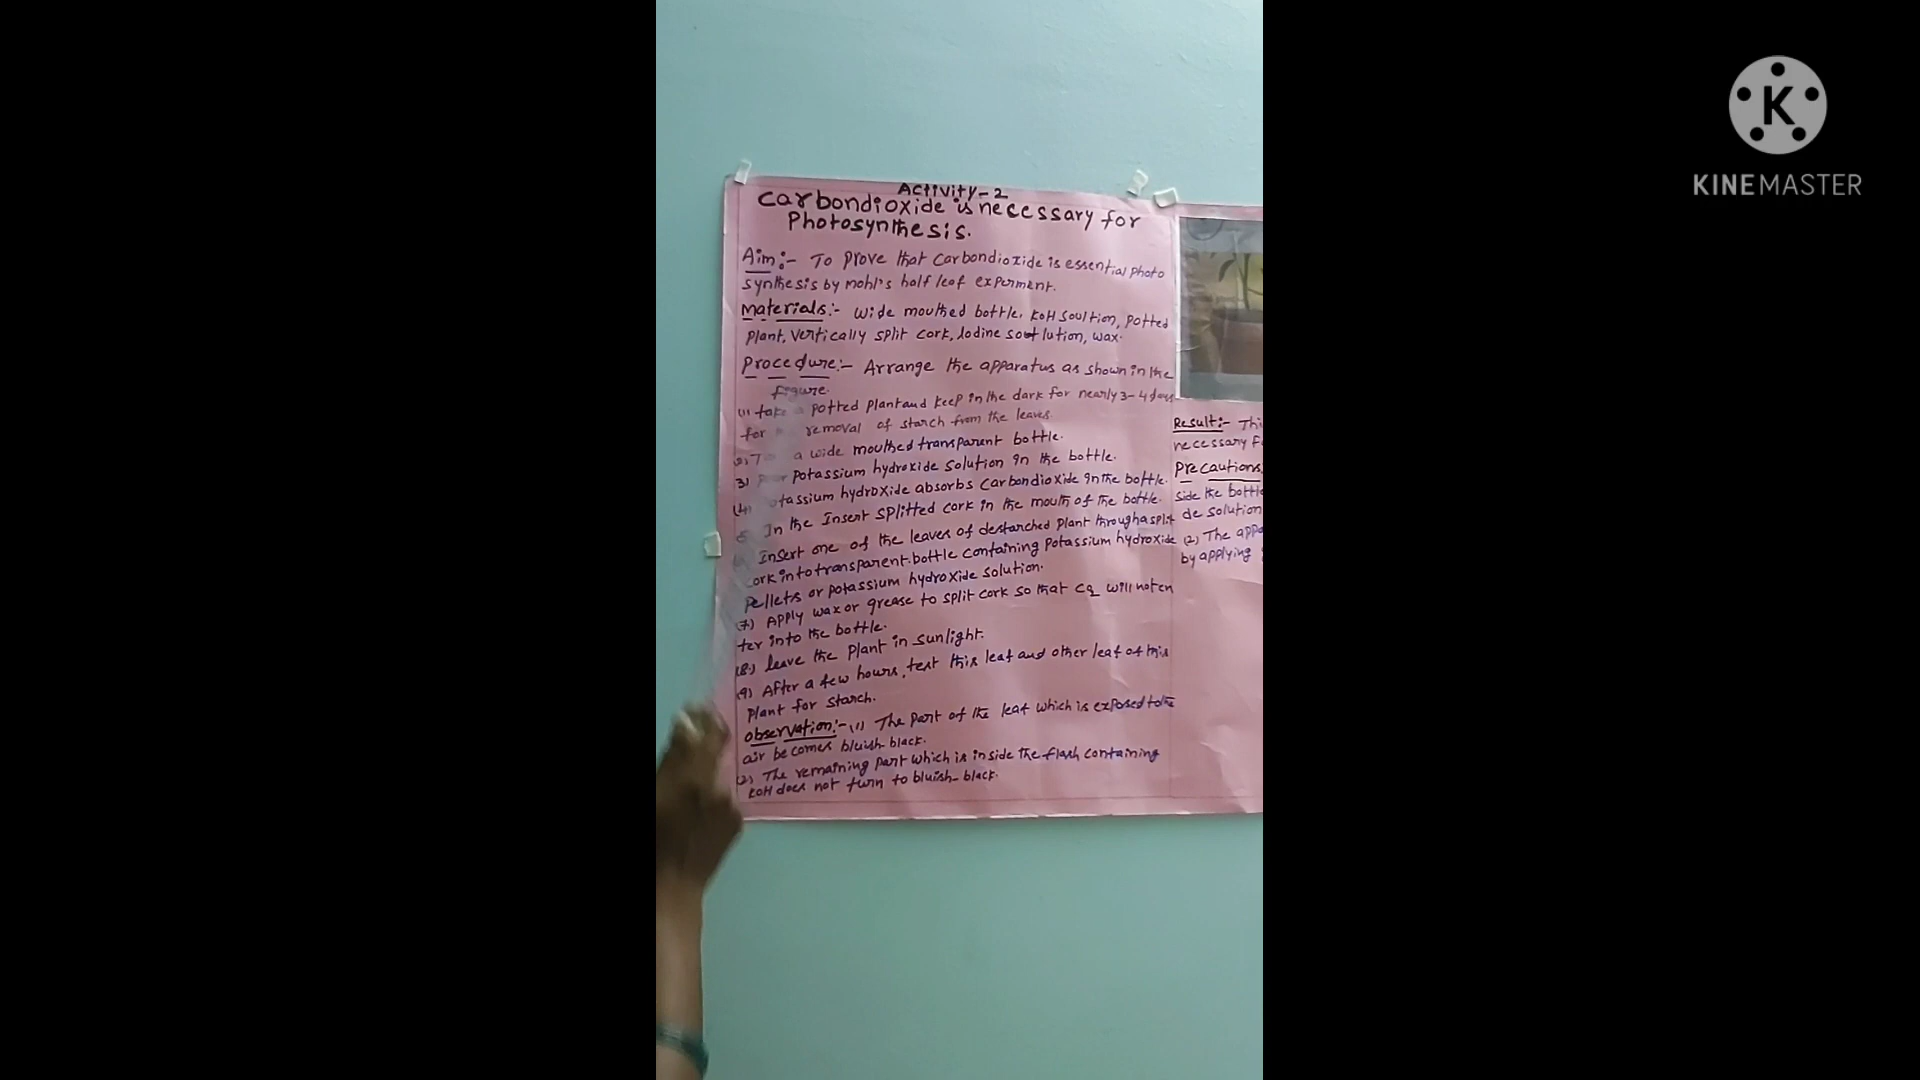 Activity-2
Carbondioxide is necessary for
Photosynthesis.
Aim:- To prove that Carbondioxide is essential photo
synthesis by mohl's half leaf experment.
Materials:- Wide mouthed bottle, KOH soultion, Potted
plant, Vertically split cork, Iodine solution, wax.
Procedure:- Arrange the apparatus as shown in the
figure.
(1) take a potted plant and keep in the dark for nearly 3-4 days
for removal of starch from the leaves.
a wide mouthed transparent bottle.
3) Potassium hydroxide solution in the bottle.
(4) Potassium hydroxide absorbs Carbondioxide in the bottle.
5 In the Insert splitted cork in the mouth of the bottle.
Insert one of the leaves of destarched plant through a split
cork into transparent bottle containing Potassium hydroxide
pellets or potassium hydroxide solution.
(7) Apply wax or grease to split cork so that CO2 will not en
ter into the bottle.
(8) leave the plant in sunlight.
(9) After a few hours, test this leaf and other leaf of this
plant for starch.
Observation:- (1) The part of the leaf which is exposed to the
air becomes bluish-black.
(2) The remaining part which is inside the flash containing
KOH does not turn to bluish-black.
Result:- Thi
necessary f
Precautions
side the bottle
de solution
(2) The appa
by applying
KINEMASTER